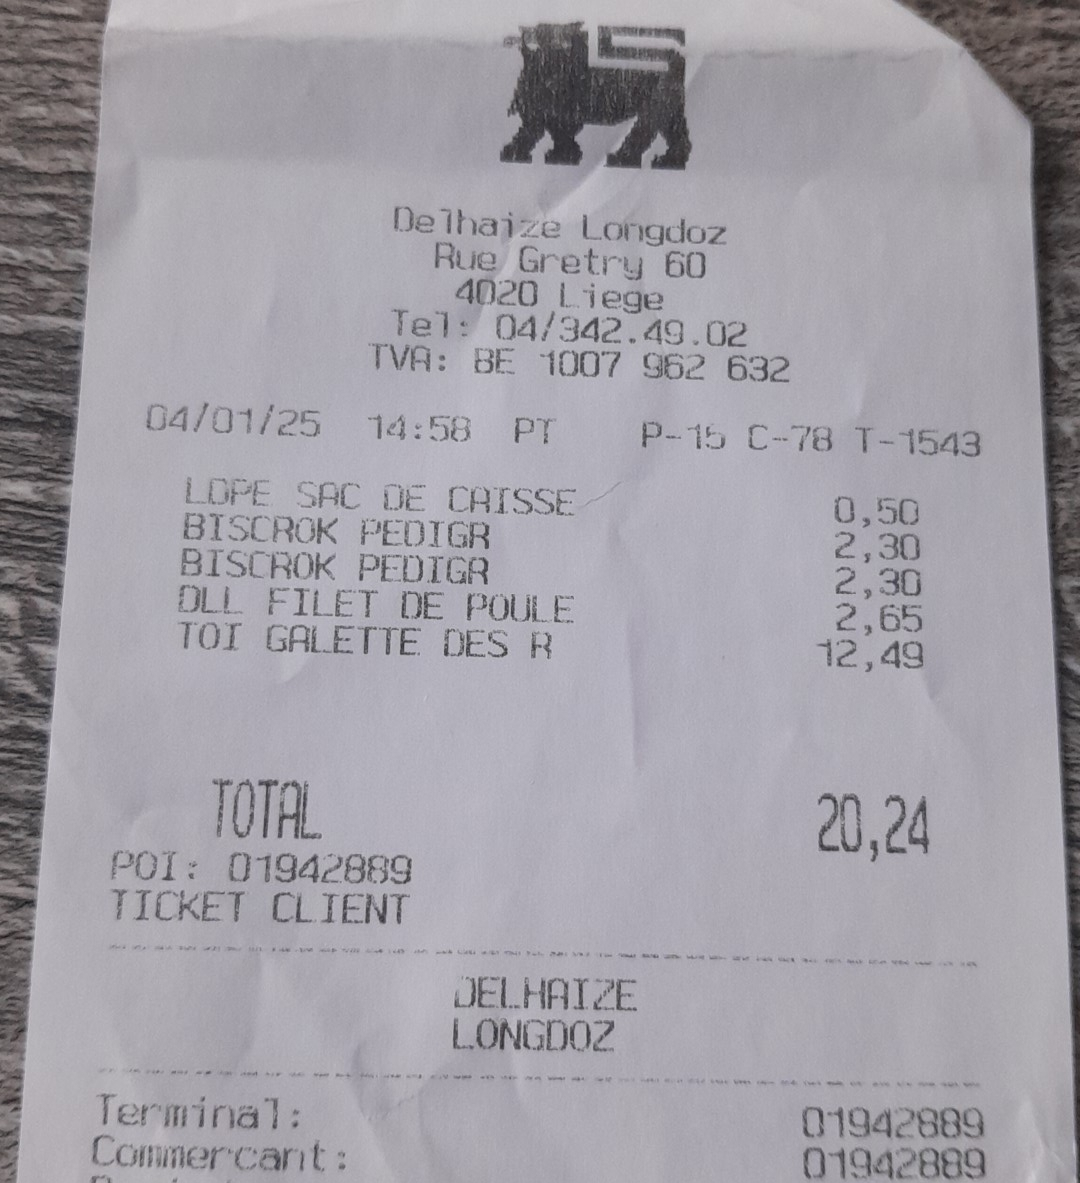 Delhaize Longdoz
Rue Gretry 60
4020 Liege
Tel: 04/342.49.02
TVA: BE 1007 962 632
04/01/25 14:58 PT P-15 C-78 T-1543
LDPE SAC DE CAISSE 0,50
BISCROK PEDIGR 2,30
BISCROK PEDIGR 2,30
DLL FILET DE POULE 2,65
TOI GALETTE DES R 12,49
TOTAL 20,24
POI: 01942889
TICKET CLIENT
DELHAIZE
LONGDOZ
Terminal: 01942889
Commercant: 01942889